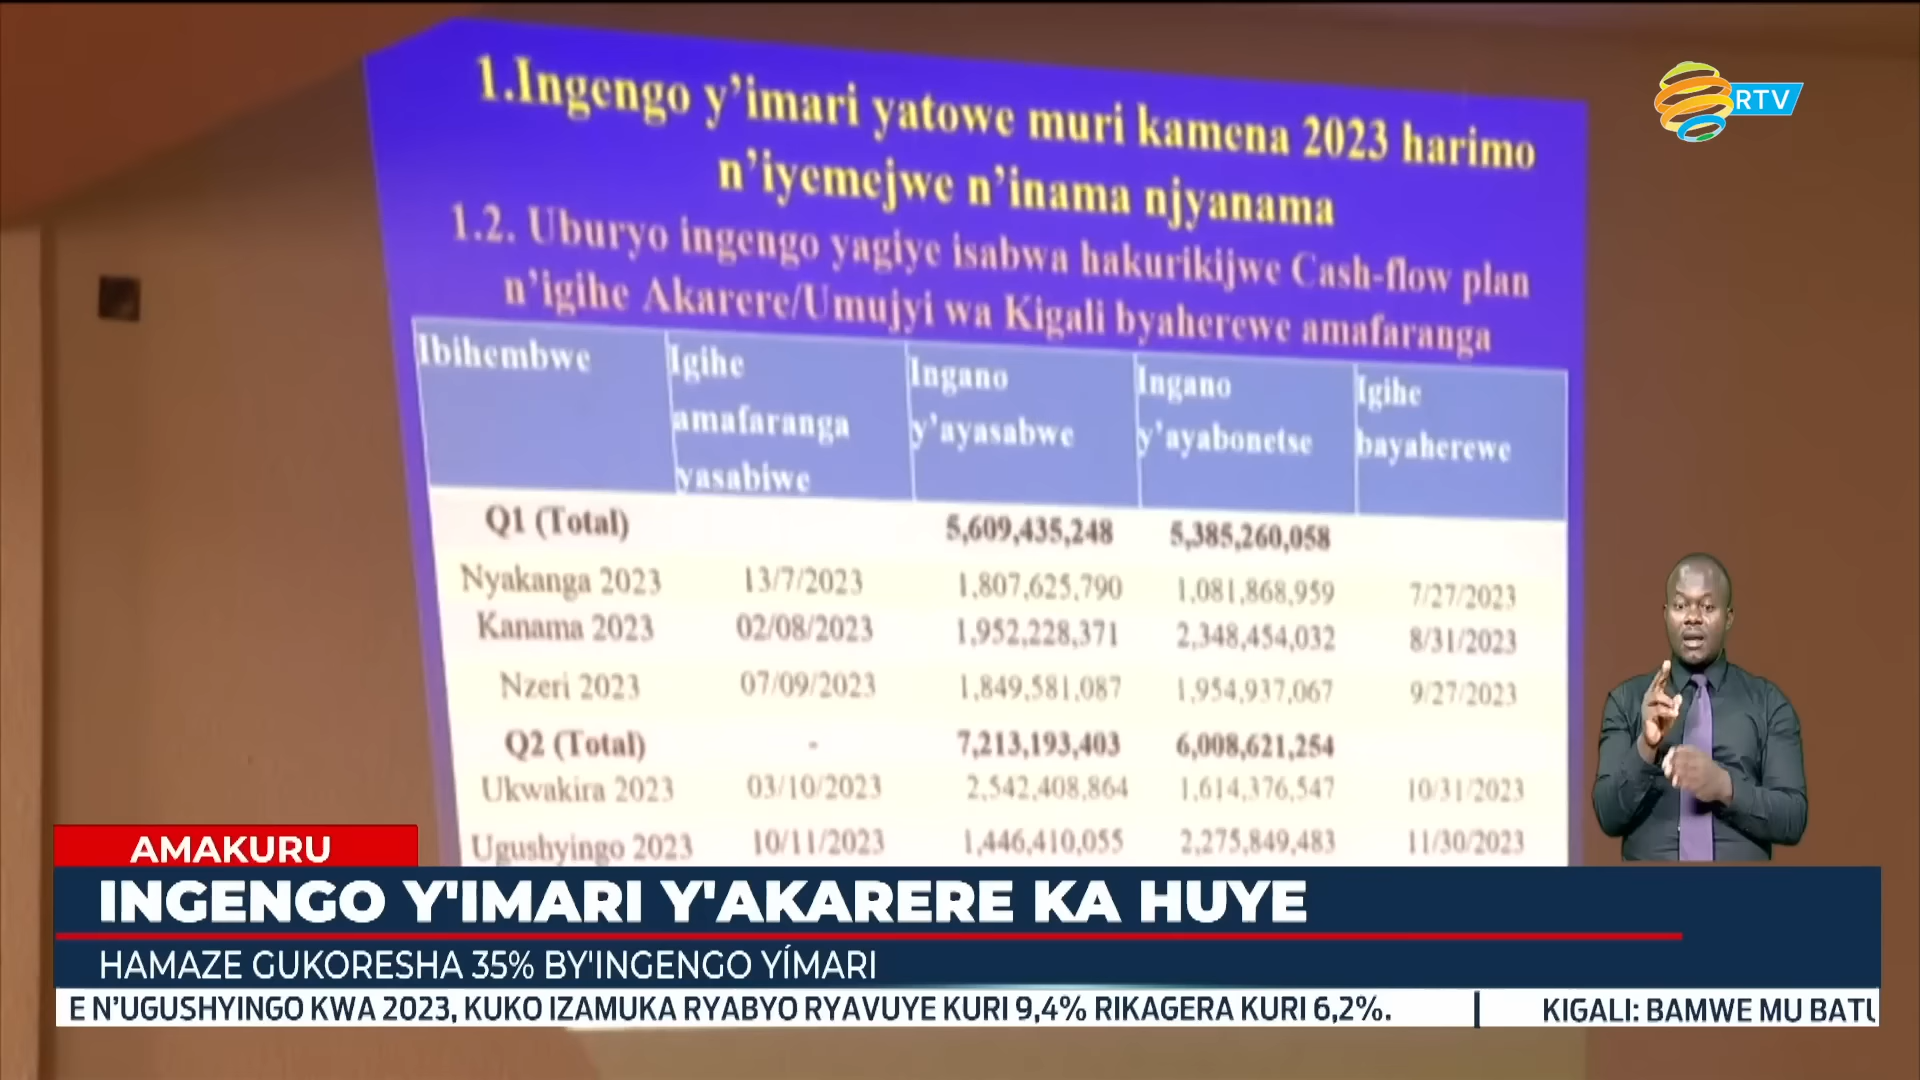 1.Ingengo y'imari yatowe muri kamena 2023 harimo
n'iyemejwe n'inama njyanama
1.2. Uburyo ingengo yagiye isabwa hakurikijwe Cash-flow plan
n'igihe Akarere/Umujyi wa Kigali byaherewe amafaranga
Ibihembwe
Igihe
amafaranga
yasabiwe
Ingano
y'ayasabwe
Ingano
y'ayabonetse
Igihe
bayaherewe
Q1 (Total) 5,609,435,248 5,385,260,058
Nyakanga 2023 13/7/2023 1,807,625,790 1,081,868,959 7/27/2023
Kanama 2023 02/08/2023 1,952,228,371 2,348,454,032 8/31/2023
Nzeri 2023 07/09/2023 1,849,581,087 1,954,937,067 9/27/2023
Q2 (Total) - 7,213,193,403 6,008,621,254
Ukwakira 2023 03/10/2023 2,542,408,864 1,614,376,547 10/31/2023
Ugushyingo 2023 10/11/2023 1,446,410,055 2,275,849,483 11/30/2023
RTV
AMAKURU
INGENGO Y'IMARI Y'AKARERE KA HUYE
HAMAZE GUKORESHA 35% BY'INGENGO YÍMARI
E N'UGUSHYINGO KWA 2023, KUKO IZAMUKA RYABYO RYAVUYE KURI 9,4% RIKAGERA KURI 6,2%. | KIGALI: BAMWE MU BATU